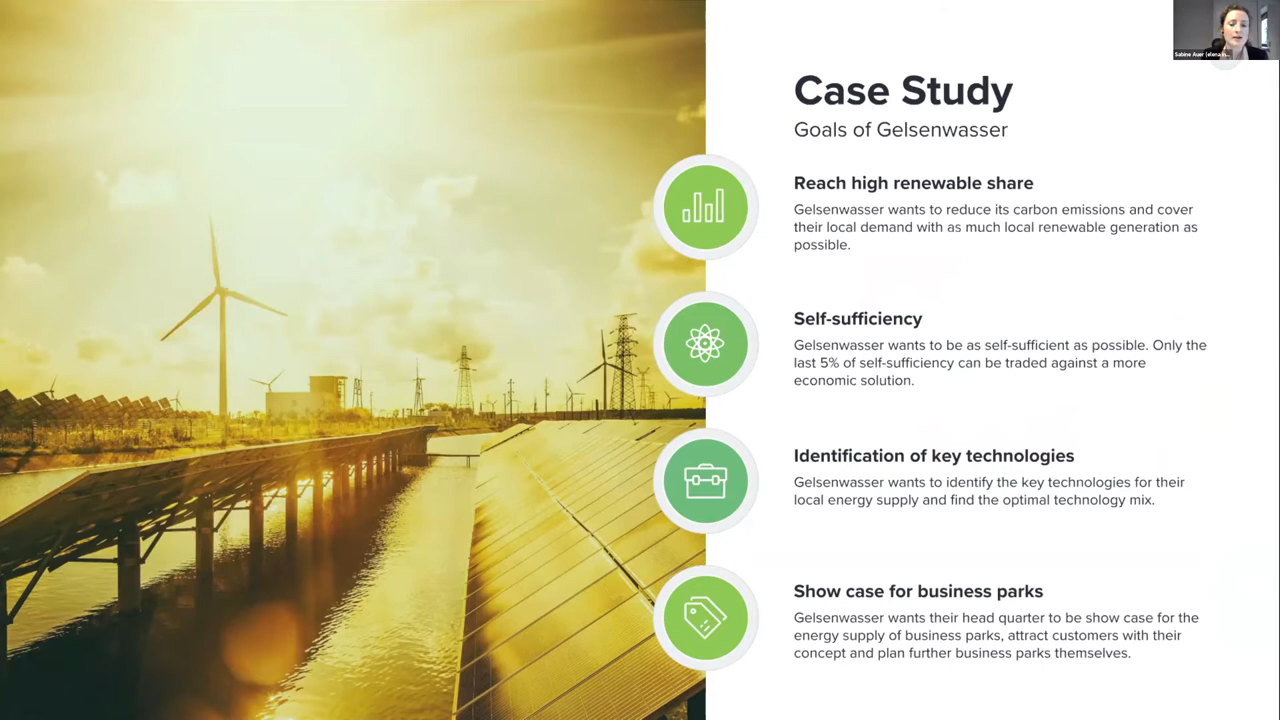 Sabine Auer (elena in...
Case Study
Goals of Gelsenwasser
Reach high renewable share
Gelsenwasser wants to reduce its carbon emissions and cover
their local demand with as much local renewable generation as
possible.
Self-sufficiency
Gelsenwasser wants to be as self-sufficient as possible. Only the
last 5% of self-sufficiency can be traded against a more
economic solution.
Identification of key technologies
Gelsenwasser wants to identify the key technologies for their
local energy supply and find the optimal technology mix.
Show case for business parks
Gelsenwasser wants their head quarter to be show case for the
energy supply of business parks, attract customers with their
concept and plan further business parks themselves.